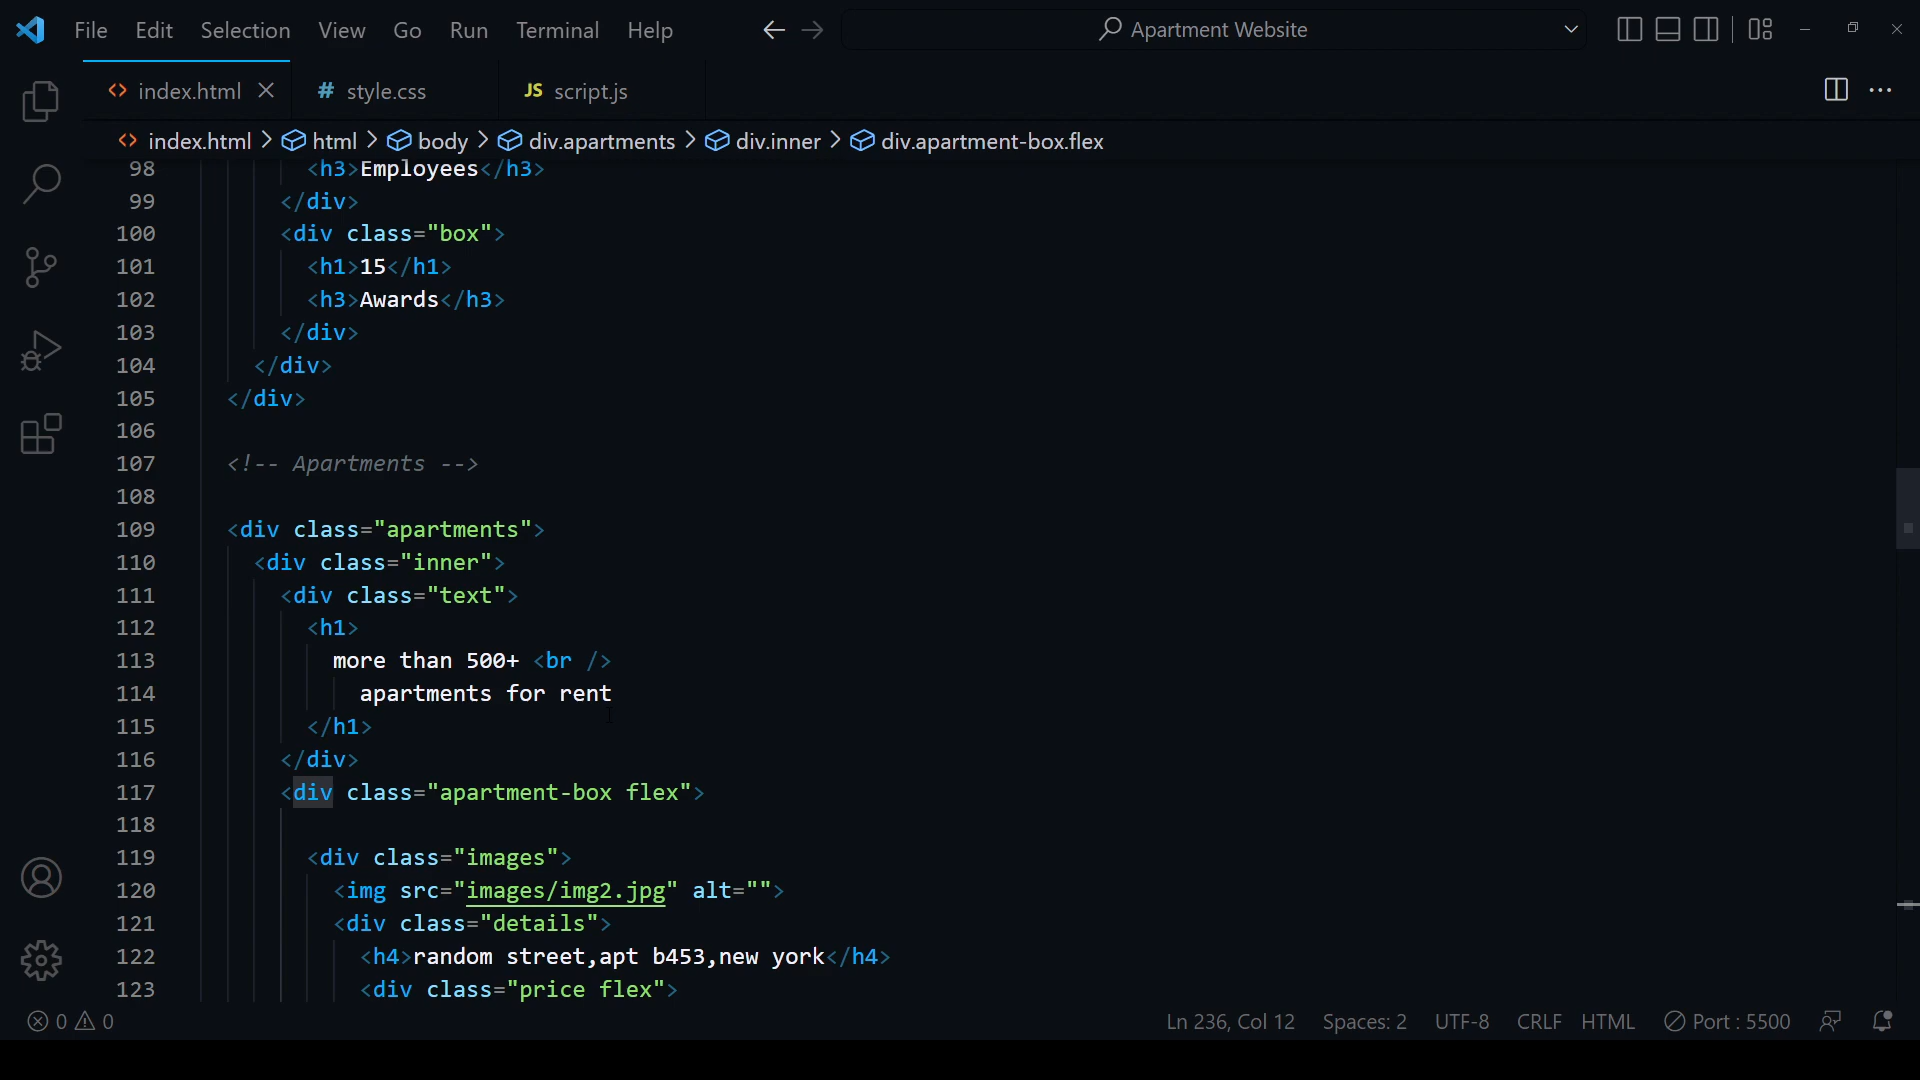 File Edit Selection View Go Run Terminal Help Apartment Website
index.html # style.css JS script.js
index.html > html > body > div.apartments > div.inner > div.apartment-box.flex
98 <h3>Employees</h3>
99 </div>
100 <div class="box">
101 <h1>15</h1>
102 <h3>Awards</h3>
103 </div>
104 </div>
105 </div>
106
107 <!-- Apartments -->
108
109 <div class="apartments">
110 <div class="inner">
111 <div class="text">
112 <h1>
113 more than 500+ <br />
114 apartments for rent
115 </h1>
116 </div>
117 <div class="apartment-box flex">
118
119 <div class="images">
120 <img src="images/img2.jpg" alt="">
121 <div class="details">
122 <h4>random street,apt b453,new york</h4>
123 <div class="price flex">
0 0 Ln 236, Col 12 Spaces: 2 UTF-8 CRLF HTML Port : 5500